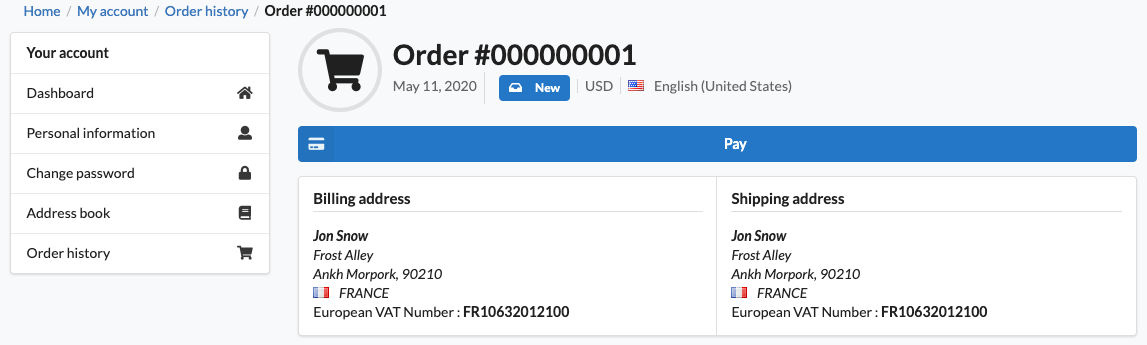 Home / My account / Order history / Order #000000001
Your account
Dashboard
Personal information
Change password
Address book
Order history
Order #000000001
May 11, 2020 New USD English (United States)
Pay
Billing address
Jon Snow
Frost Alley
Ankh Morpork, 90210
FRANCE
European VAT Number : FR10632012100
Shipping address
Jon Snow
Frost Alley
Ankh Morpork, 90210
FRANCE
European VAT Number : FR10632012100